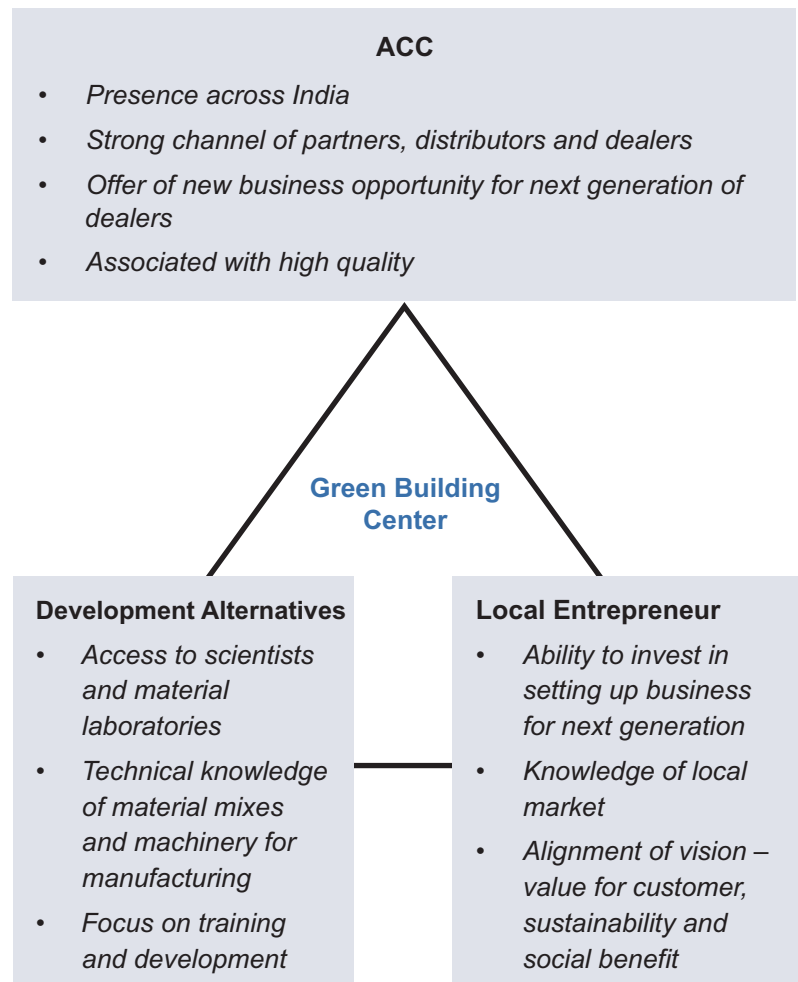 ACC
• Presence across India
• Strong channel of partners, distributors and dealers
• Offer of new business opportunity for next generation of
dealers
• Associated with high quality
Green Building
Center
Development Alternatives
• Access to scientists
and material
laboratories
• Technical knowledge
of material mixes
and machinery for
manufacturing
• Focus on training
and development
Local Entrepreneur
• Ability to invest in
setting up business
for next generation
• Knowledge of local
market
• Alignment of vision –
value for customer,
sustainability and
social benefit